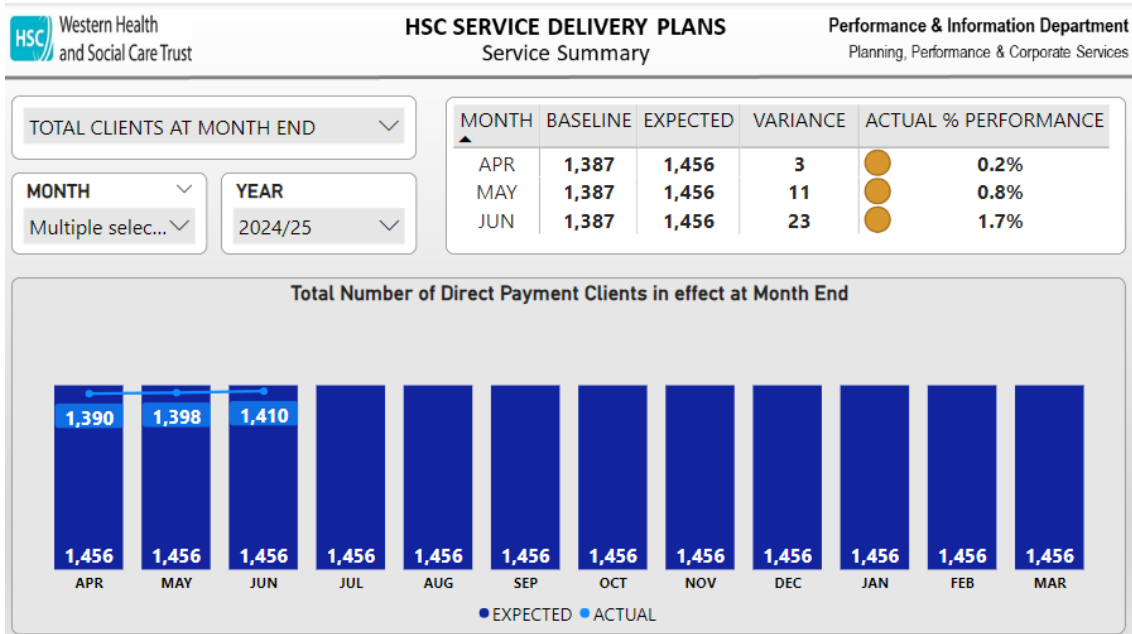 HSC
Western Health
and Social Care Trust
HSC SERVICE DELIVERY PLANS
Service Summary
Performance & Information Department
Planning, Performance & Corporate Services
TOTAL CLIENTS AT MONTH END
MONTH
Multiple selec...
YEAR
2024/25
MONTH BASELINE EXPECTED VARIANCE ACTUAL % PERFORMANCE
APR 1,387 1,456 3 0.2%
MAY 1,387 1,456 11 0.8%
JUN 1,387 1,456 23 1.7%
Total Number of Direct Payment Clients in effect at Month End
1,390 1,398 1,410
1,456 1,456 1,456 1,456 1,456 1,456 1,456 1,456 1,456 1,456 1,456 1,456
APR MAY JUN JUL AUG SEP OCT NOV DEC JAN FEB MAR
EXPECTED ACTUAL